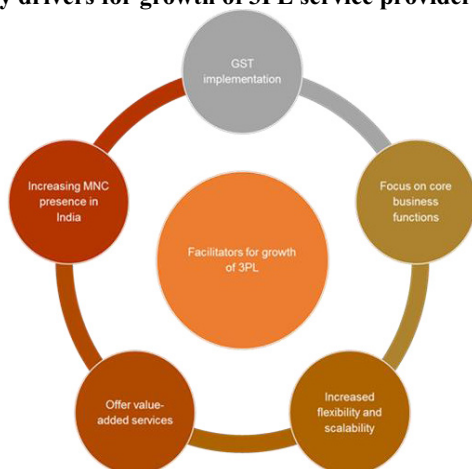 y drivers for growth of 3PL service provider
GST
implementation
Increasing MNC
presence in
India
Focus on core
business
functions
Facilitators for growth
of 3PL
Offer value-
added services
Increased
flexibility and
scalability